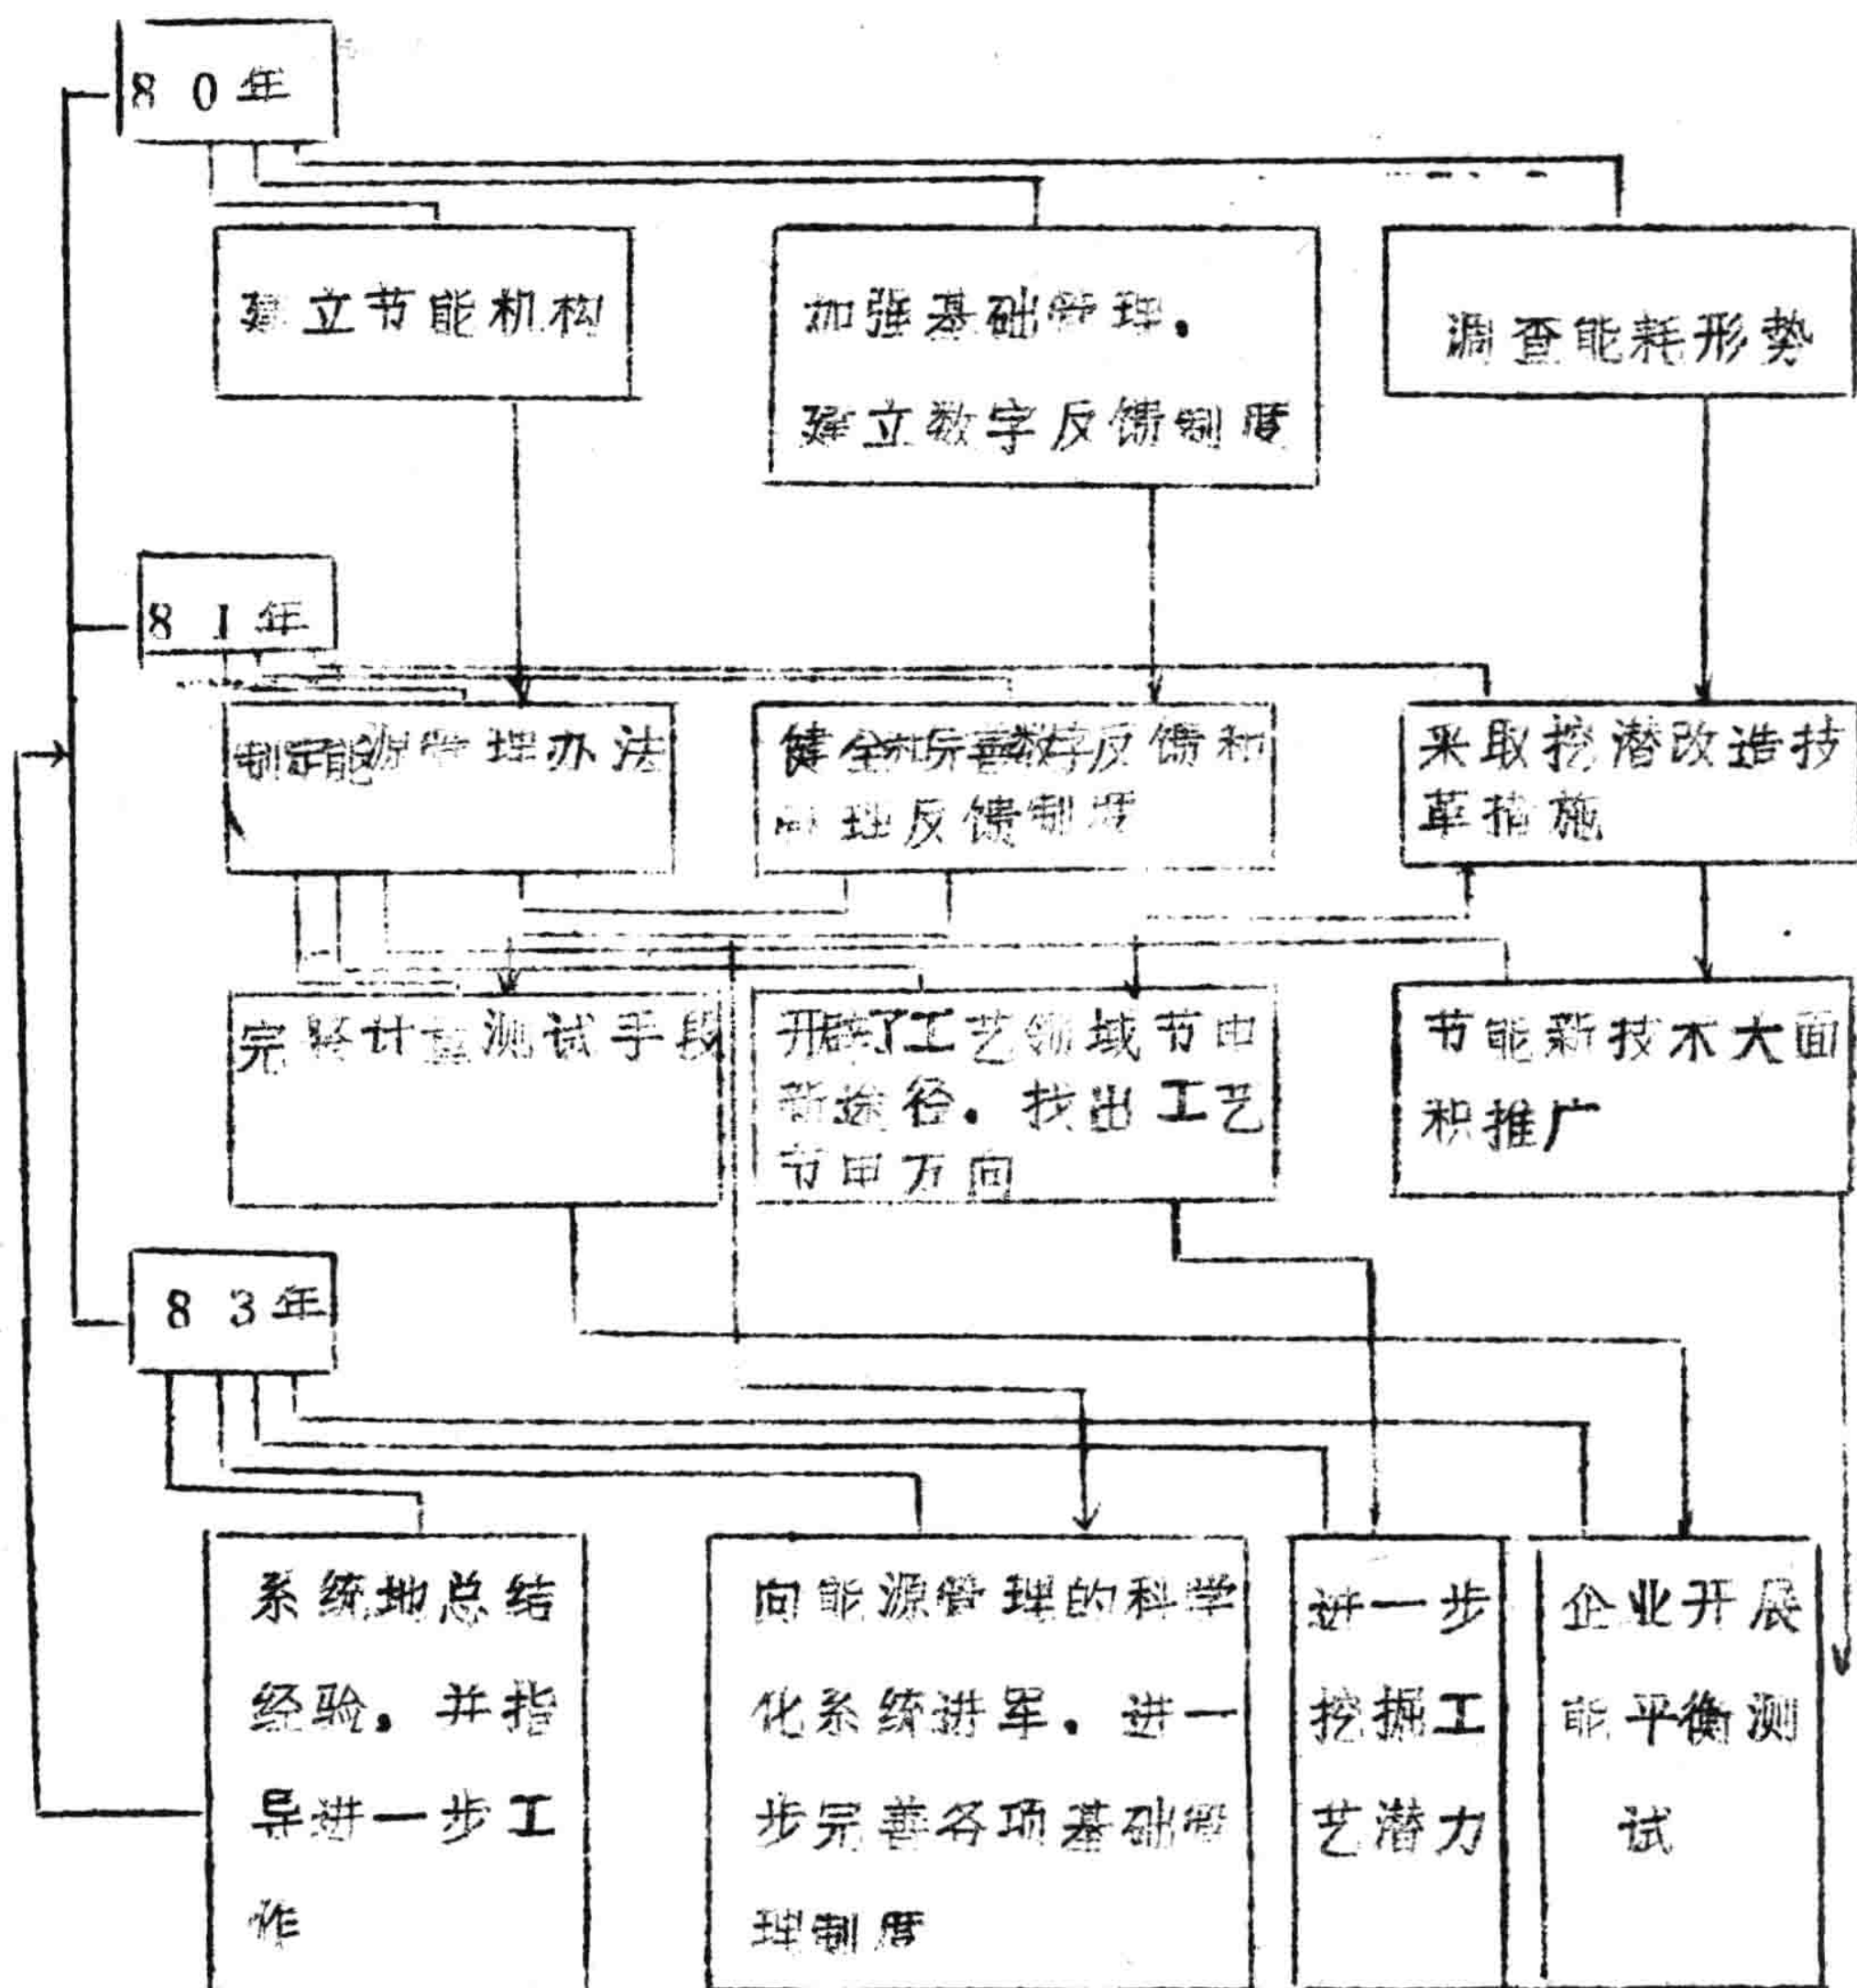 80年
建立节能机构
加强基础管理.
建立数字反馈制度
调查能耗形势
81年
制定能源管理办法
健全和完善数字反馈和
管理反馈制度
采取挖潜改造技
革措施
完整计量测试手段
开辟了工艺领域节电
新途径.找出工艺
节电方向
节能新技术大面
积推广
83年
系统地总结
经验,并指
导进一步工
作
向能源管理的科学
化系统进军.进一
步完善各项基础管
理制度
进一步
挖掘工
艺潜力
企业开展
能平衡测
试